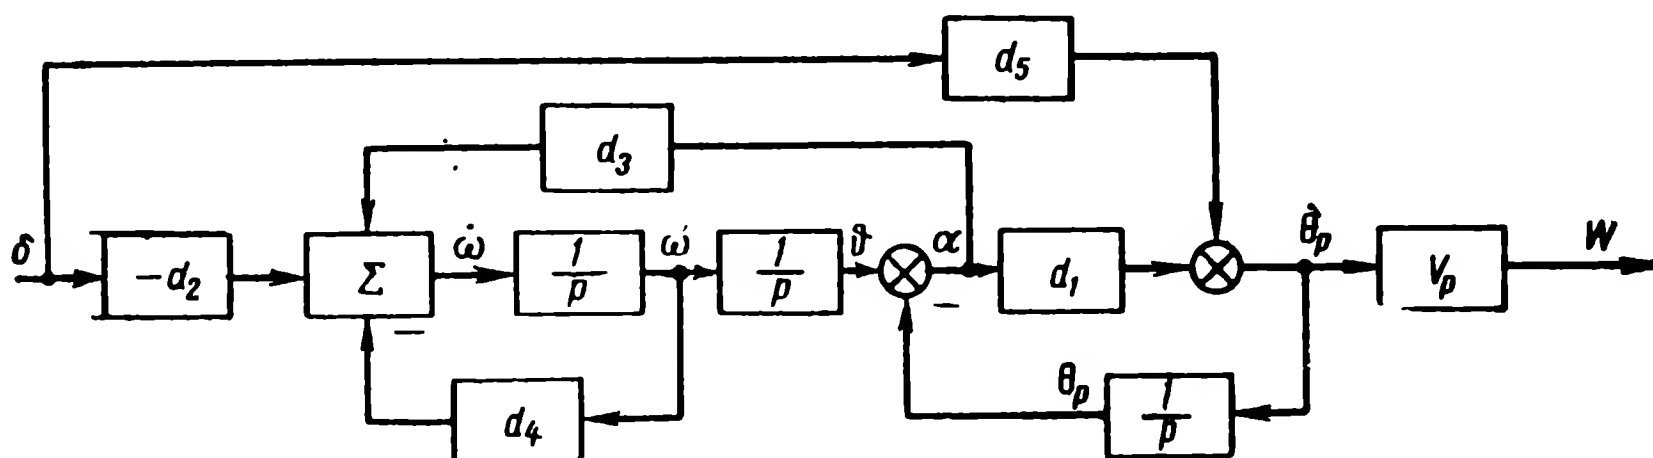 d₅
d₃
δ
-d₂
Σ
ω̇
1/p
ω
1/p
ϑ
α
d₁
θ̇ₚ
Vₚ
W
−
−
d₄
θₚ
1/p